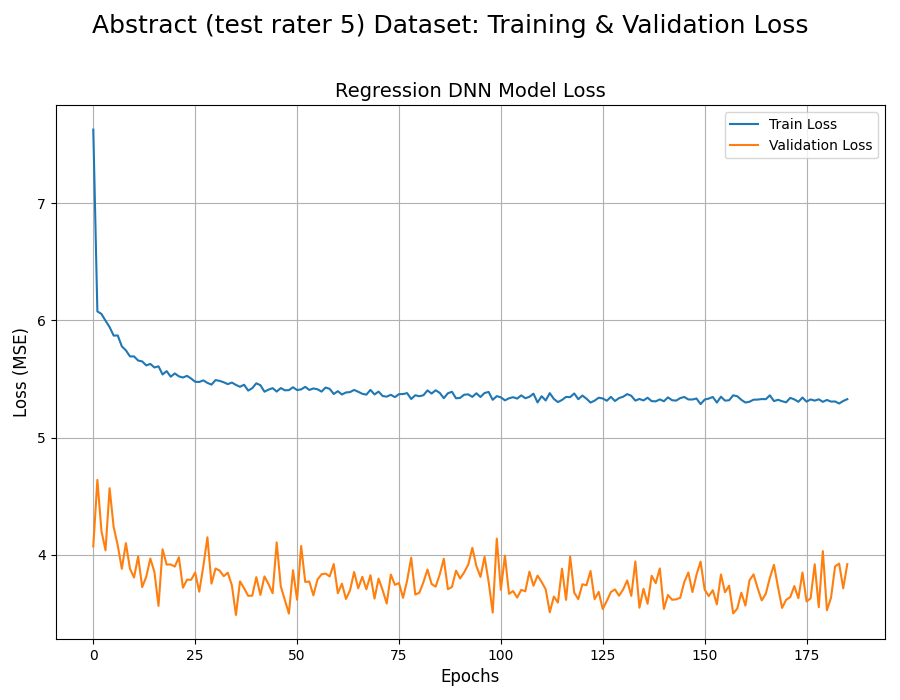 Abstract (test rater 5) Dataset: Training & Validation Loss
Regression DNN Model Loss
Train Loss
Validation Loss
Loss (MSE)
7
6
5
4
0 25 50 75 100 125 150 175
Epochs